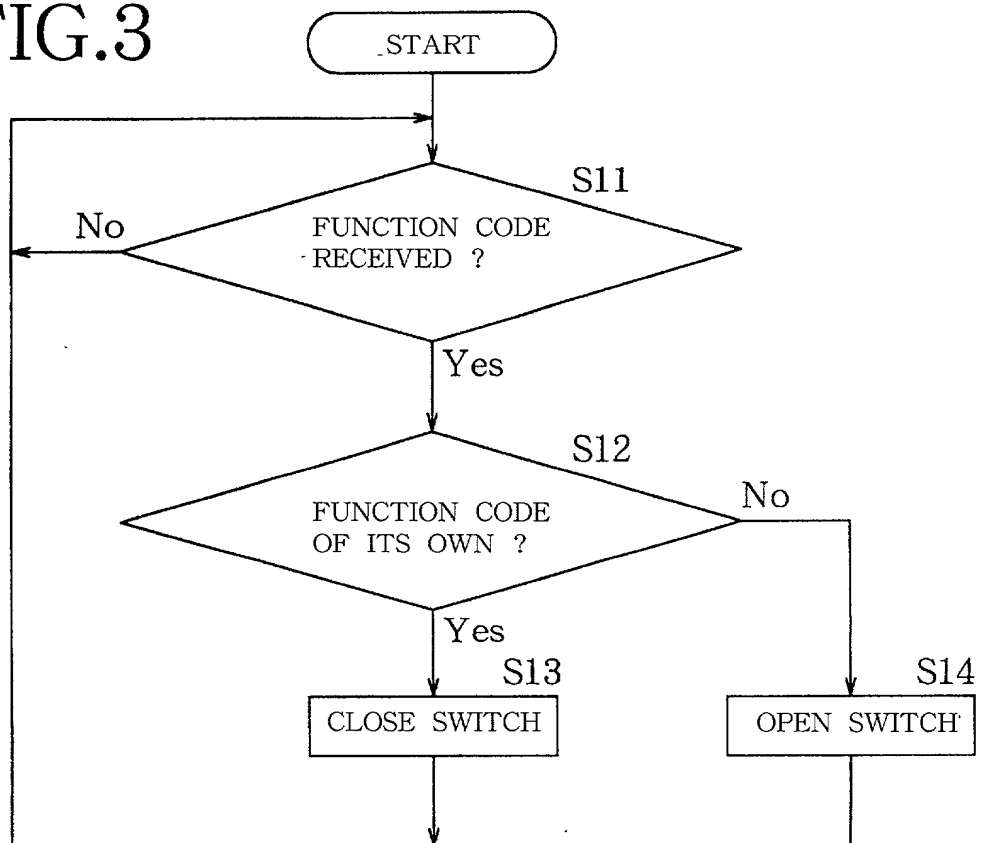 FIG.3
START
S11
No
FUNCTION CODE
RECEIVED ?
Yes
S12
No
FUNCTION CODE
OF ITS OWN ?
Yes
S13
S14
CLOSE SWITCH
OPEN SWITCH